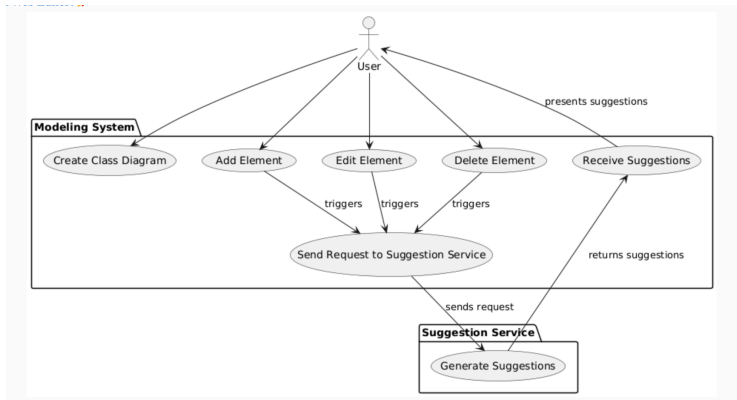 User
presents suggestions
Modeling System
Create Class Diagram
Add Element
Edit Element
Delete Element
Receive Suggestions
triggers
triggers
triggers
Send Request to Suggestion Service
returns suggestions
sends request
Suggestion Service
Generate Suggestions